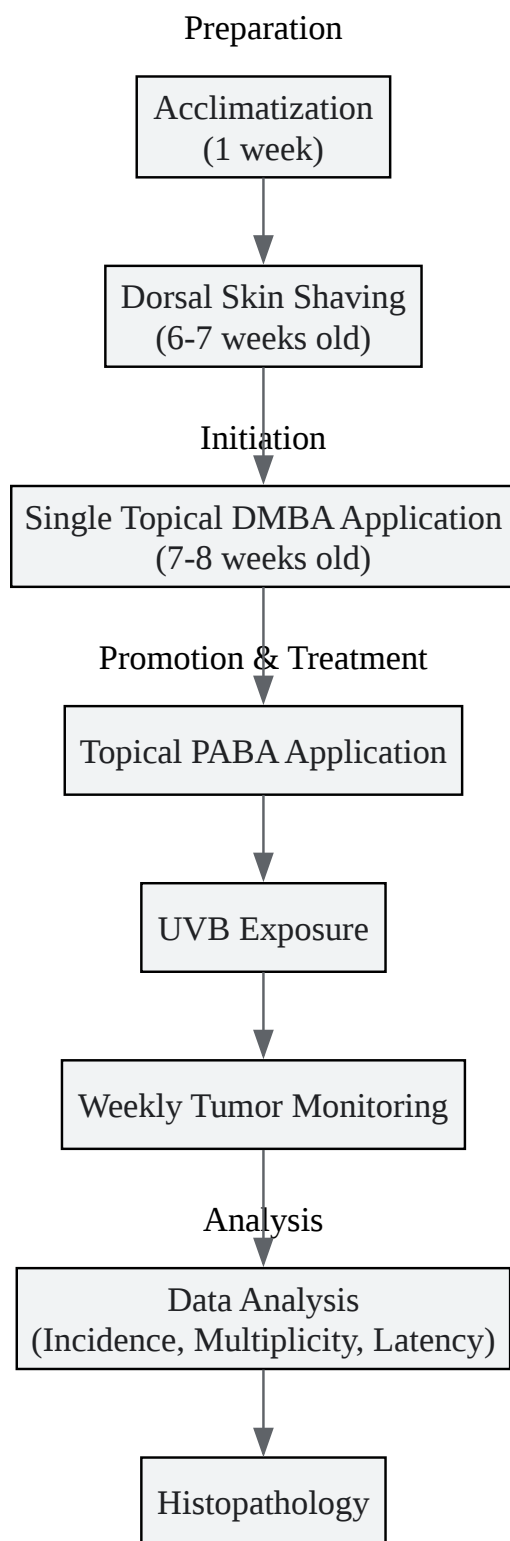 Preparation
Acclimatization
(1 week)
Dorsal Skin Shaving
(6-7 weeks old)
Initiation
Single Topical DMBA Application
(7-8 weeks old)
Promotion & Treatment
Topical PABA Application
UVB Exposure
Weekly Tumor Monitoring
Analysis
Data Analysis
(Incidence, Multiplicity, Latency)
Histopathology